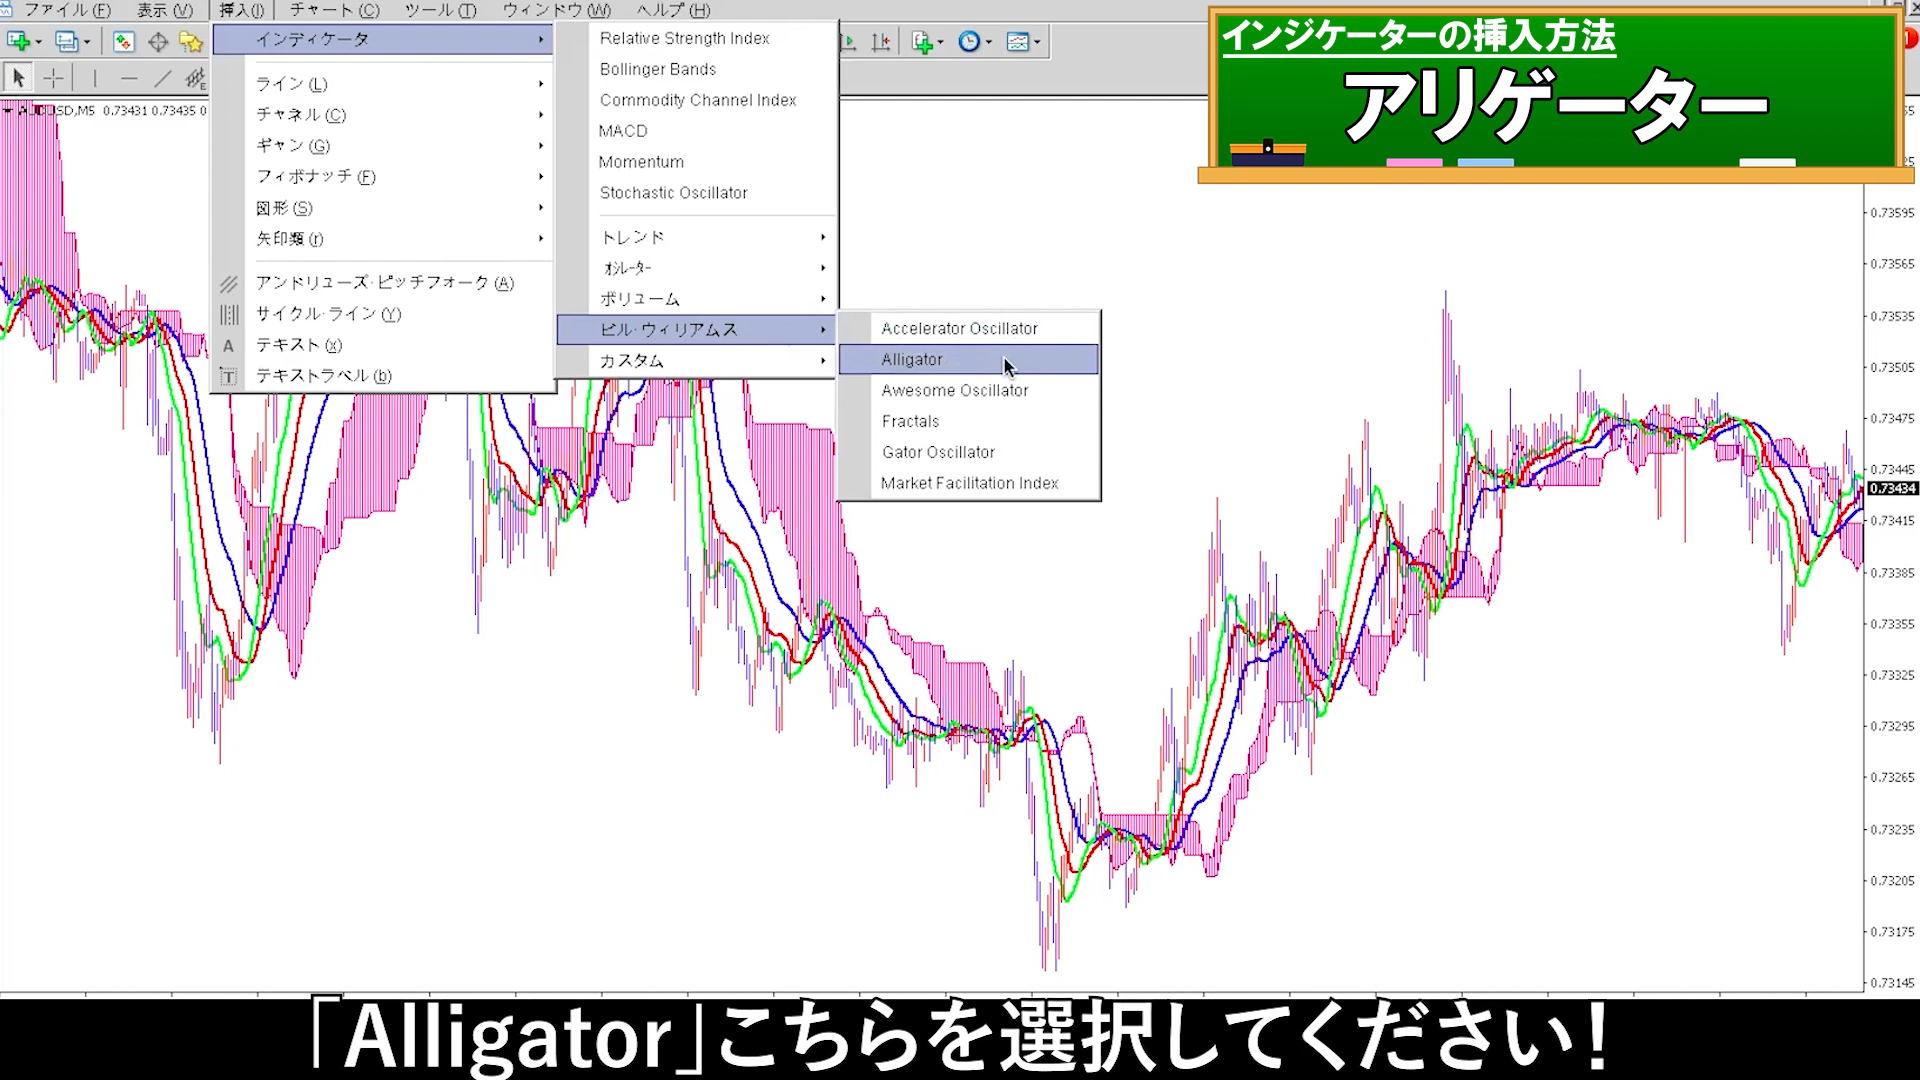 ファイル(F) 表示(V) 挿入(I) チャート(C) ツール(T) ウィンドウ(W) ヘルプ(H)
インディケータ
ライン(L)
チャネル(C)
ギャン(G)
フィボナッチ(F)
図形(S)
矢印類(r)
アンドリューズ・ピッチフォーク(A)
サイクル・ライン(Y)
テキスト(x)
テキストラベル(b)
Relative Strength Index
Bollinger Bands
Commodity Channel Index
MACD
Momentum
Stochastic Oscillator
トレンド
オシレーター
ボリューム
ビル・ウィリアムス
カスタム
Accelerator Oscillator
Alligator
Awesome Oscillator
Fractals
Gator Oscillator
Market Facilitation Index
インジケーターの挿入方法
アリゲーター
SD,M5 0.73431 0.73435 0
0.73595
0.73565
0.73535
0.73505
0.73475
0.73445
0.73434
0.73415
0.73385
0.73355
0.73325
0.73295
0.73265
0.73235
0.73205
0.73175
0.73145
「Alligator」こちらを選択してください！